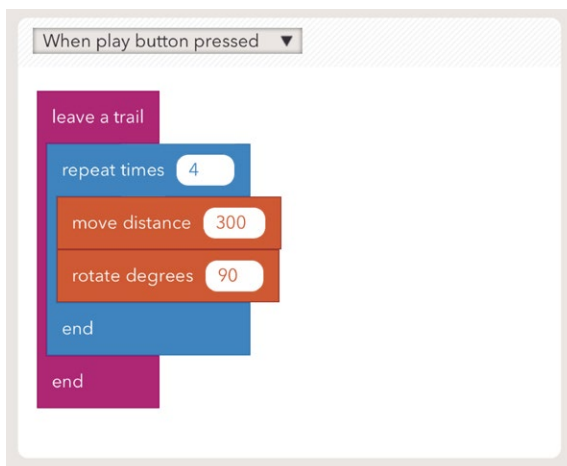 When play button pressed ▼
leave a trail
repeat times 4
move distance 300
rotate degrees 90
end
end